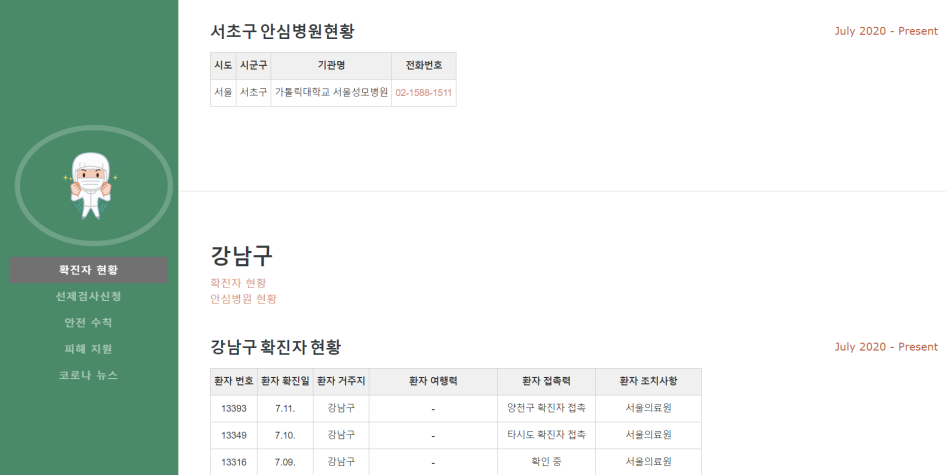 확진자 현황
선제검사신청
안전 수칙
피해 지원
코로나 뉴스
서초구 안심병원현황
July 2020 - Present
시도 시군구 기관명 전화번호
서울 서초구 가톨릭대학교 서울성모병원 02-1588-1511
강남구
확진자 현황
안심병원 현황
강남구 확진자 현황
July 2020 - Present
환자 번호 환자 확진일 환자 거주지 환자 여행력 환자 접촉력 환자 조치사항
13393 7.11. 강남구 - 양천구 확진자 접촉 서울의료원
13349 7.10. 강남구 - 타시도 확진자 접촉 서울의료원
13316 7.09. 강남구 - 확인 중 서울의료원